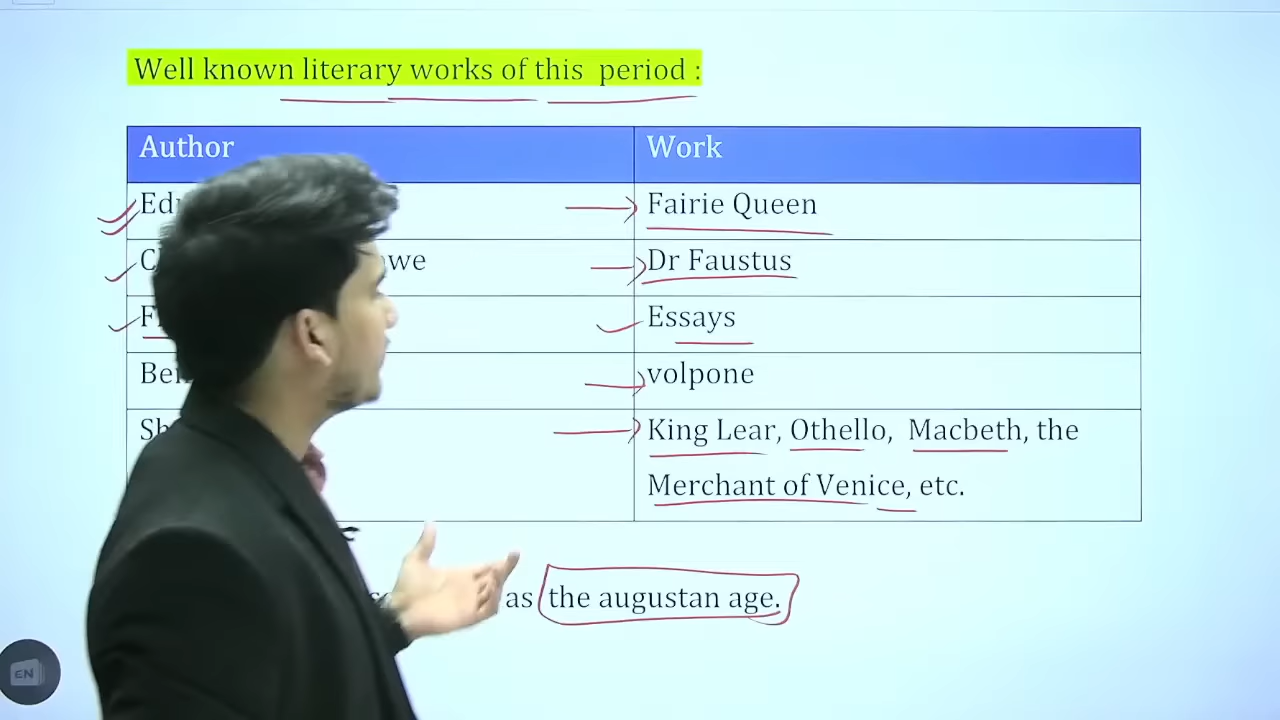 Well known literary works of this period :
Author Work
Fairie Queen
owe Dr Faustus
Essays
volpone
King Lear, Othello, Macbeth, the
Merchant of Venice, etc.
as the augustan age.
EN